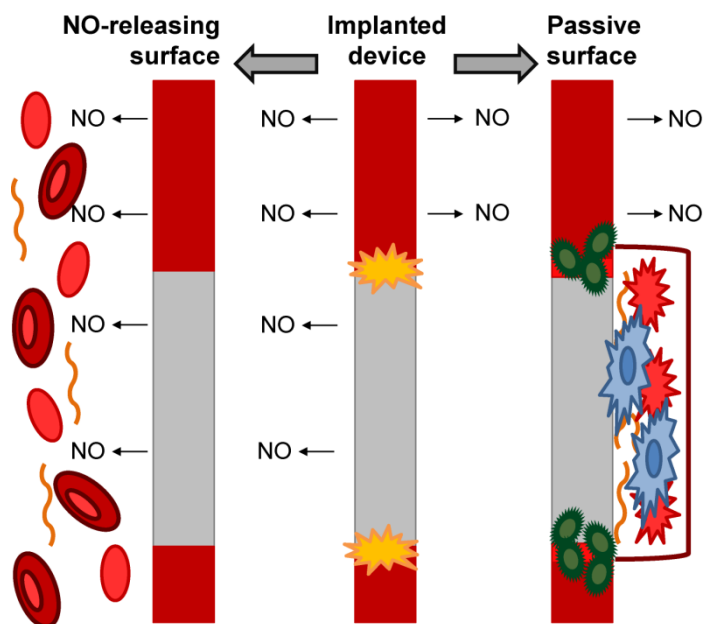 NO-releasing
surface
Implanted
device
Passive
surface
NO
NO
NO
NO
NO
NO
NO
NO
NO
NO
NO
NO